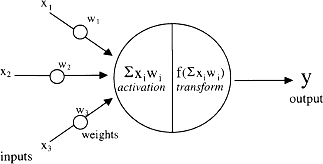 x1
w1
x2
w2
w3
x3
inputs
weights
Σxiwi
activation
f(Σxiwi)
transform
y
output